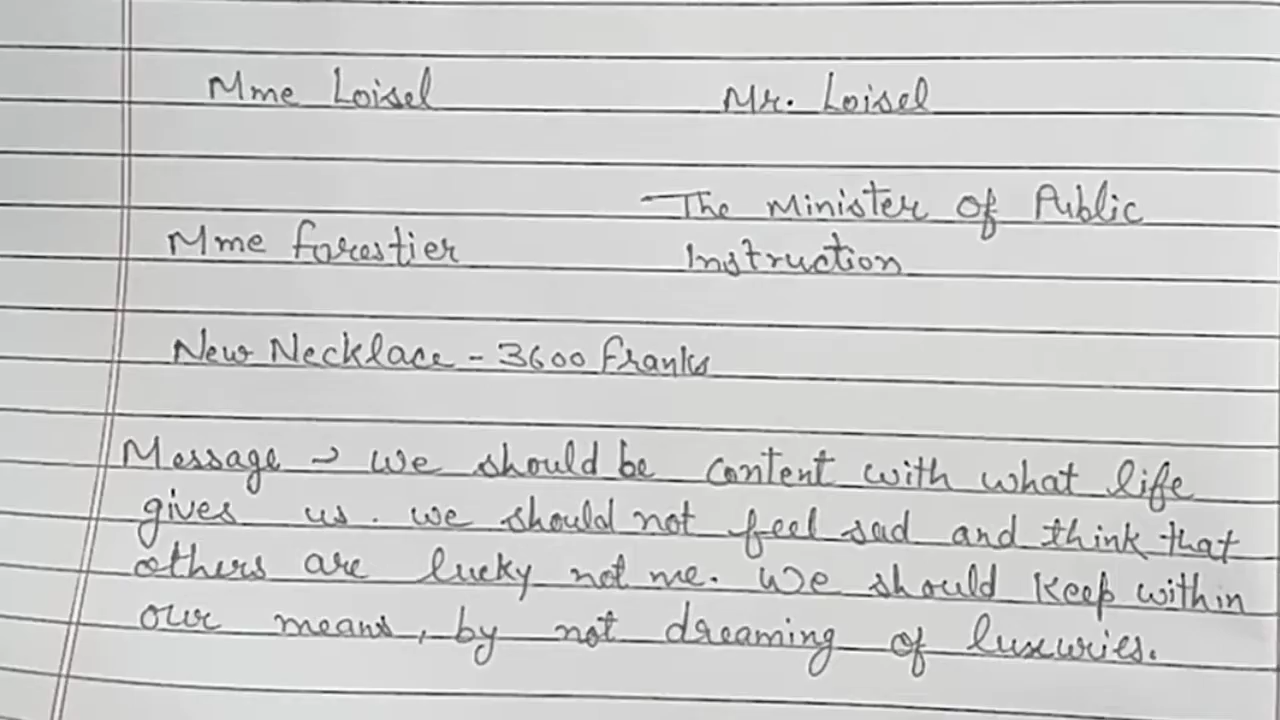 Mme Loisel Mr. Loisel
The Minister of Public
Mme Forestier Instruction
New Necklace - 3600 Franks
Message → We should be content with what life
gives us. We should not feel sad and think that
others are lucky not me. We should keep within
our means, by not dreaming of luxuries.